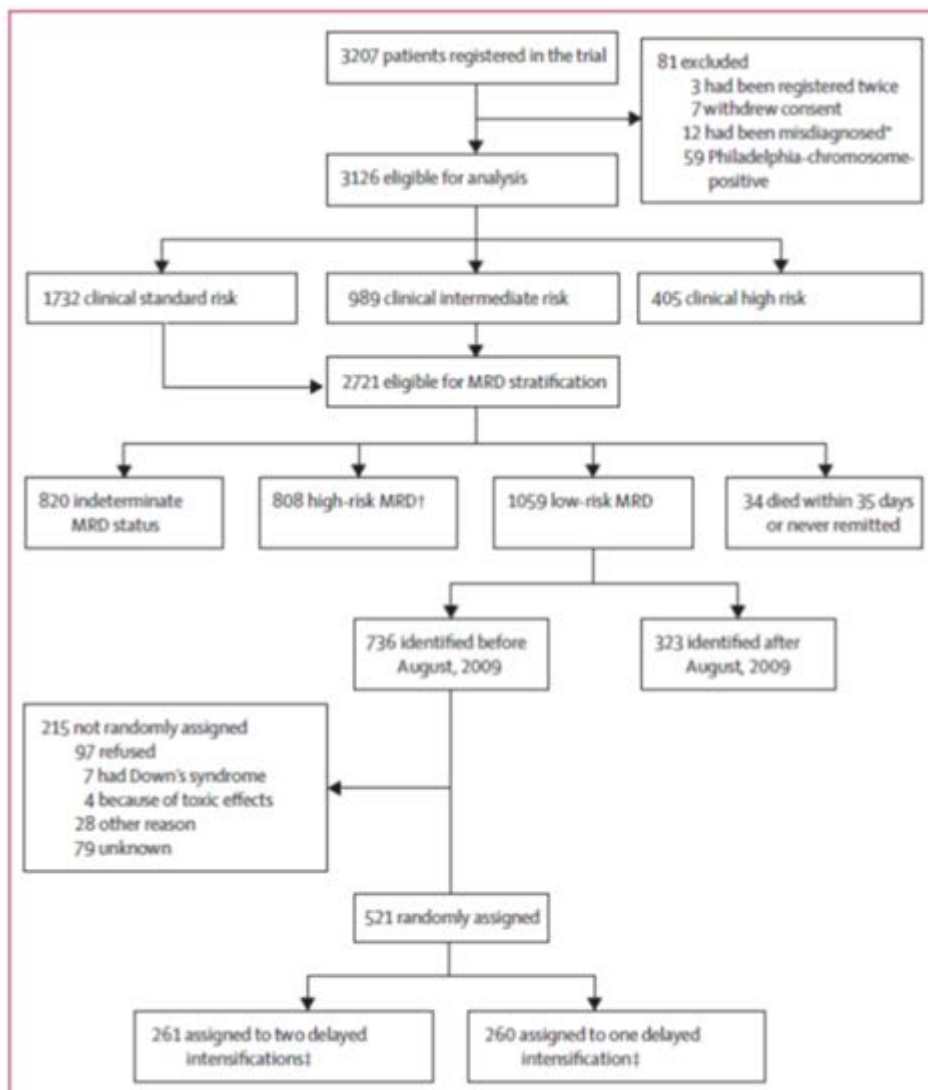 3207 patients registered in the trial
81 excluded
3 had been registered twice
7 withdrew consent
12 had been misdiagnosed*
59 Philadelphia-chromosome-
positive
3126 eligible for analysis
1732 clinical standard risk
989 clinical intermediate risk
405 clinical high risk
2721 eligible for MRD stratification
820 indeterminate
MRD status
808 high-risk MRD†
1059 low-risk MRD
34 died within 35 days
or never remitted
736 identified before
August, 2009
323 identified after
August, 2009
215 not randomly assigned
97 refused
7 had Down's syndrome
4 because of toxic effects
28 other reason
79 unknown
521 randomly assigned
261 assigned to two delayed
intensifications‡
260 assigned to one delayed
intensification‡